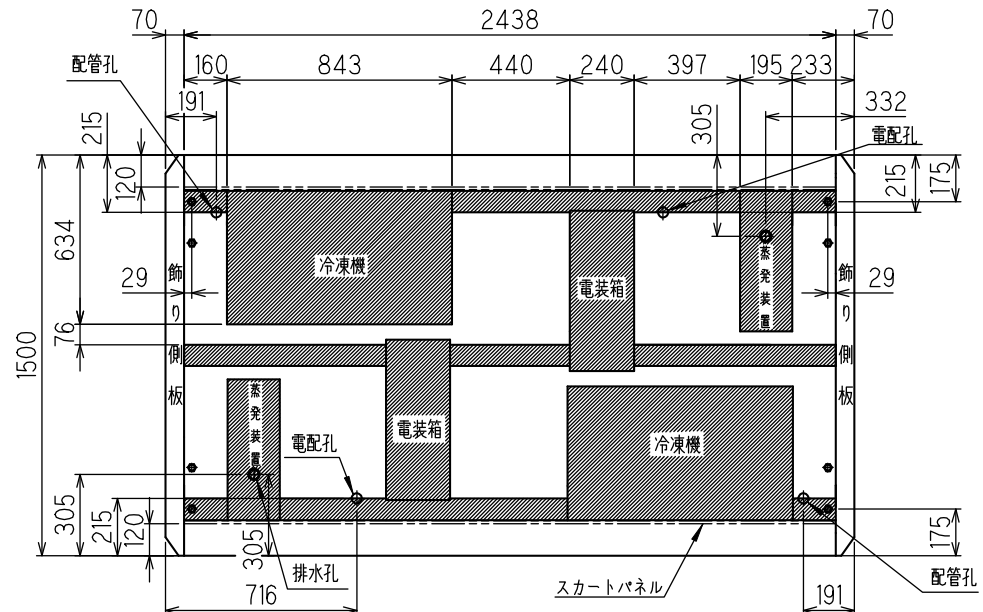 70
2438
70
配管孔
160
843
440
240
397
195
233
191
332
215
305
電配孔
120
215
175
634
冷凍機
蒸発装置
29
飾り側板
電装箱
飾り側板
29
76
1500
蒸発装置
電装箱
電配孔
冷凍機
305
215
120
305
175
排水孔
スカートパネル
配管孔
716
191